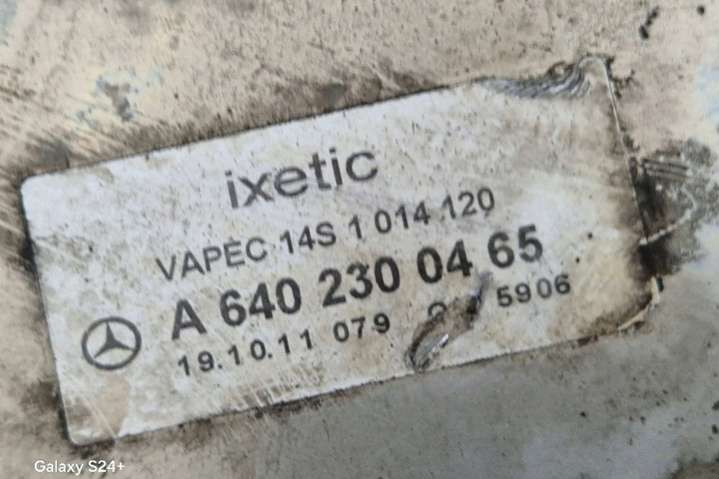 ixetic
VAPEC 14S 1 014.120
A 640 230 04 65
19.10.11 079 5906
Galaxy S24+